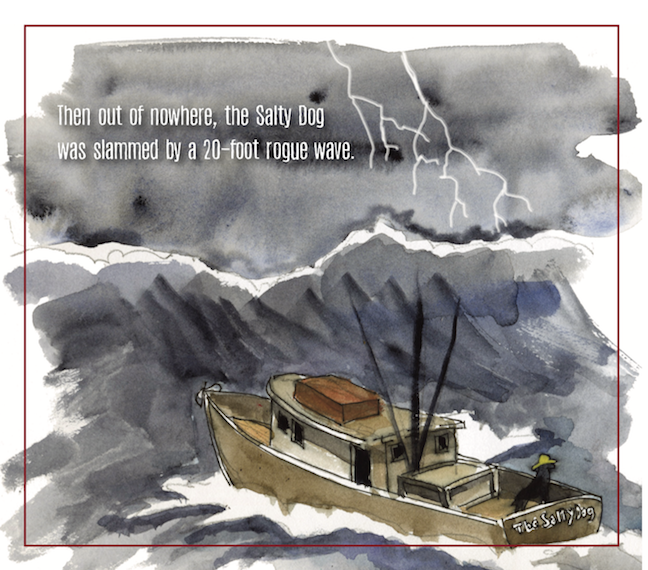 Then out of nowhere, the Salty Dog
was slammed by a 20-foot rogue wave.
The Salty Dog